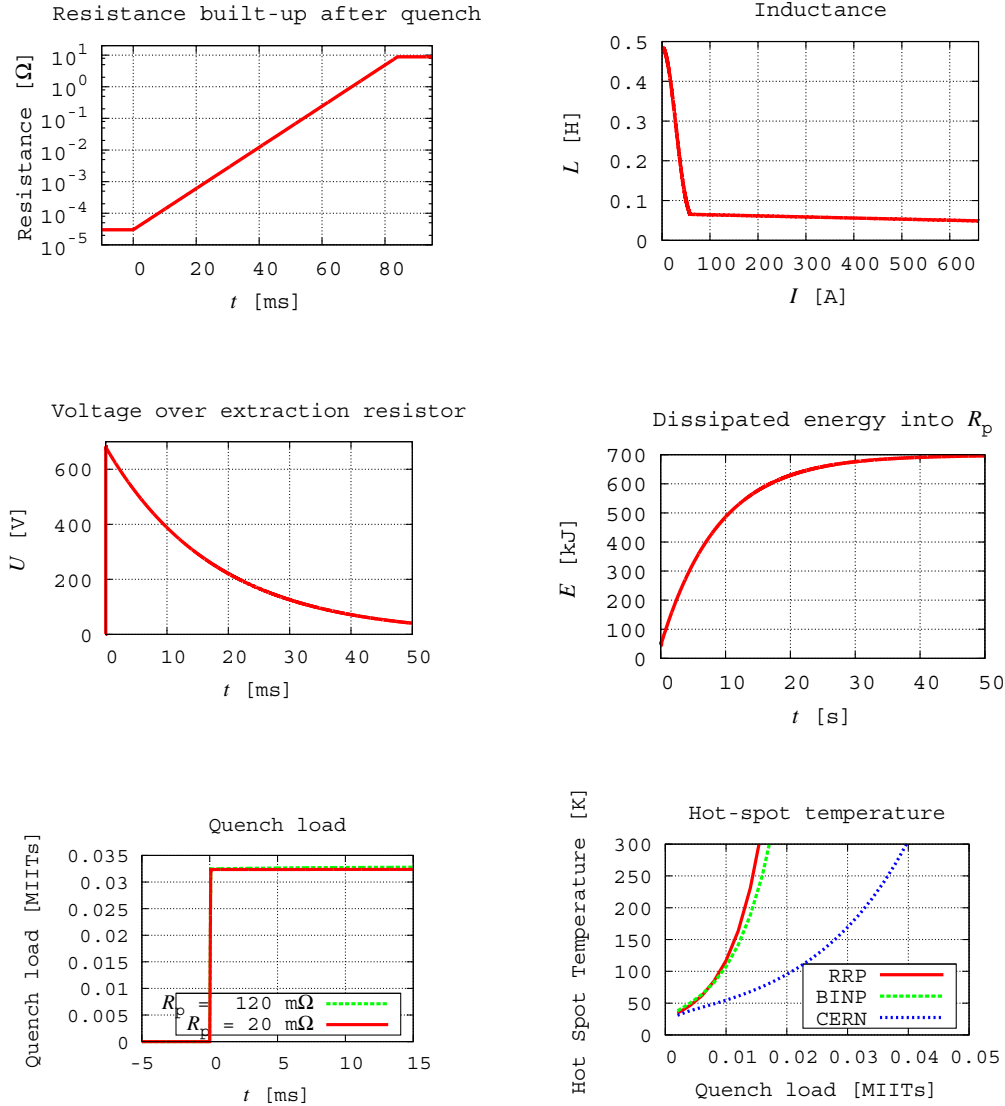 Resistance built-up after quench
Resistance [Ω]
10^1
10^0
10^-1
10^-2
10^-3
10^-4
10^-5
0 20 40 60 80
t [ms]
Inductance
L [H]
0.5
0.4
0.3
0.2
0.1
0
0 100 200 300 400 500 600
I [A]
Voltage over extraction resistor
U [V]
600
400
200
0
0 10 20 30 40 50
t [ms]
Dissipated energy into R_p
E [kJ]
700
600
500
400
300
200
100
0
0 10 20 30 40 50
t [s]
Quench load
Quench load [MIITs]
0.035
0.03
0.025
0.02
0.015
0.01
0.005
0
R_p = 120 mΩ
R_p = 20 mΩ
-5 0 5 10 15
t [ms]
Hot-spot temperature
Hot Spot Temperature [K]
300
250
200
150
100
50
0
RRP
BINP
CERN
0 0.01 0.02 0.03 0.04 0.05
Quench load [MIITs]